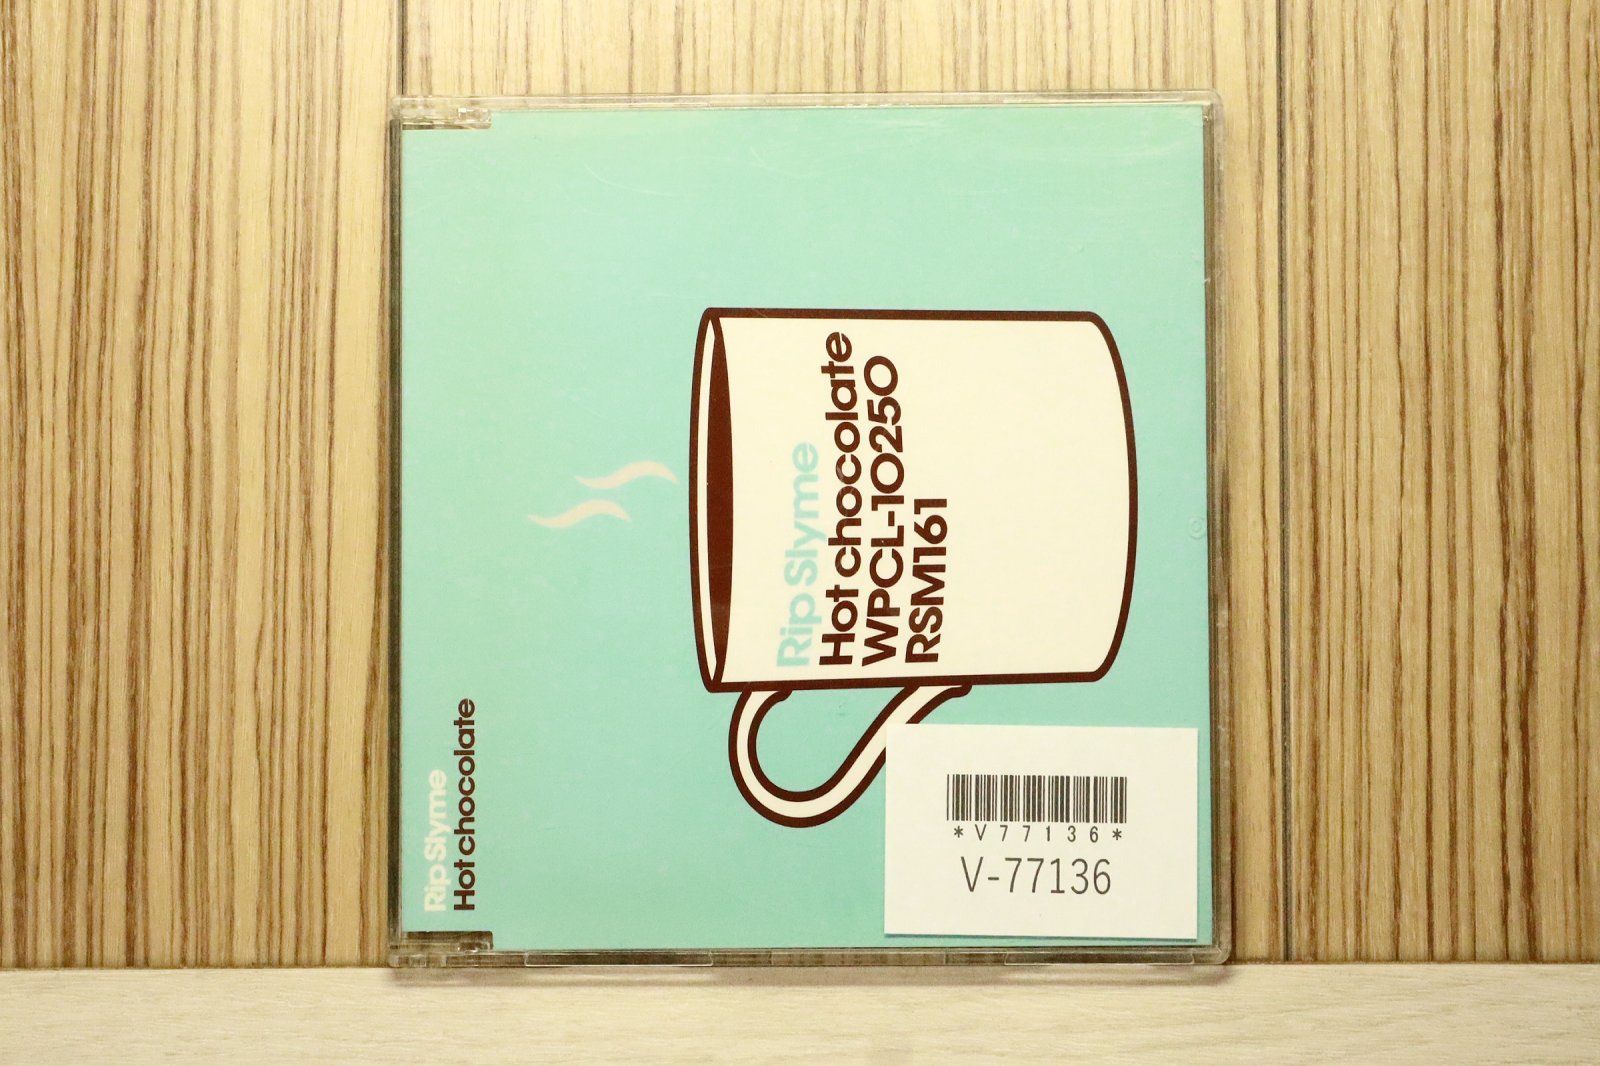 Rip Slyme
Hot chocolate
Rip Slyme
Hot chocolate
WPCL-10250
RSM161
*V77136*
V-77136